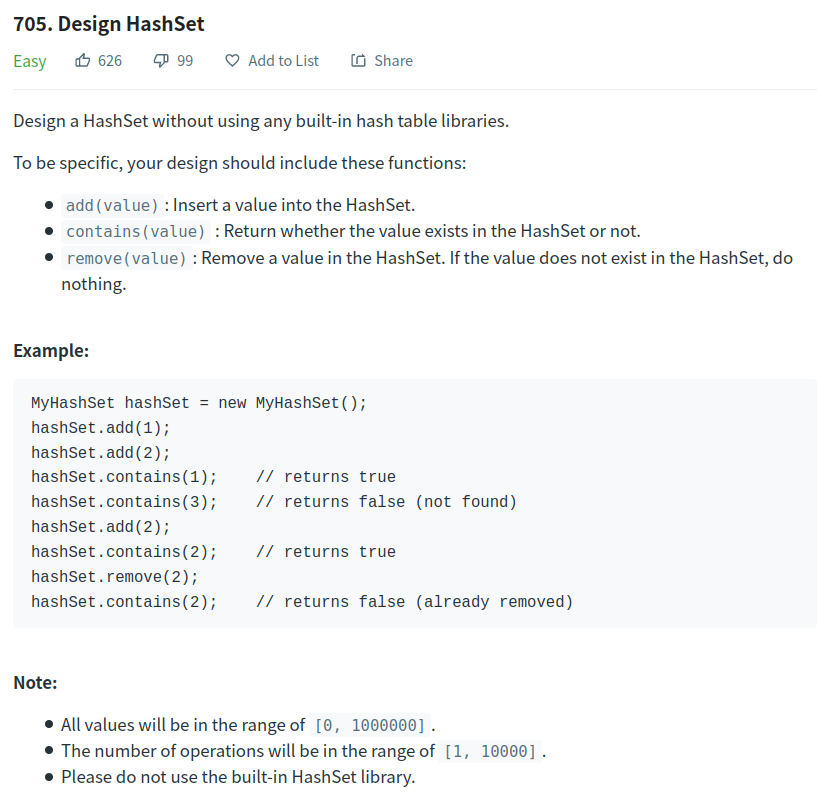 705. Design HashSet
Easy 626 99 Add to List Share
Design a HashSet without using any built-in hash table libraries.
To be specific, your design should include these functions:
add(value) : Insert a value into the HashSet.
contains(value) : Return whether the value exists in the HashSet or not.
remove(value) : Remove a value in the HashSet. If the value does not exist in the HashSet, do
nothing.
Example:
MyHashSet hashSet = new MyHashSet();
hashSet.add(1);
hashSet.add(2);
hashSet.contains(1);    // returns true
hashSet.contains(3);    // returns false (not found)
hashSet.add(2);
hashSet.contains(2);    // returns true
hashSet.remove(2);
hashSet.contains(2);    // returns false (already removed)
Note:
All values will be in the range of [0, 1000000].
The number of operations will be in the range of [1, 10000].
Please do not use the built-in HashSet library.